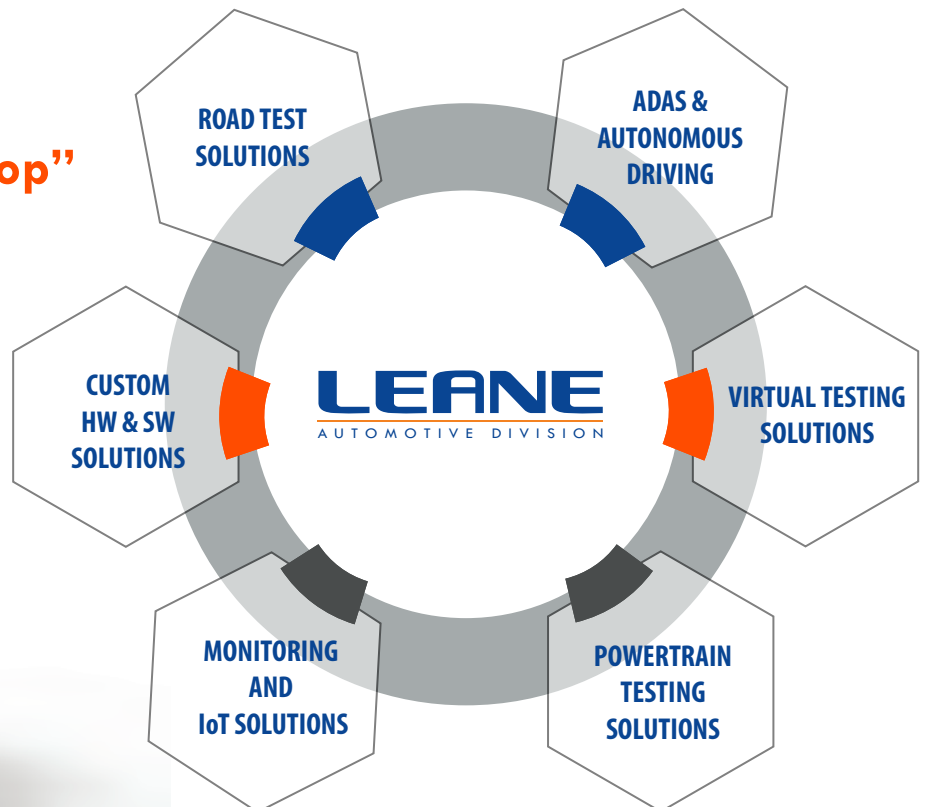 op”
ROAD TEST
SOLUTIONS
ADAS &
AUTONOMOUS
DRIVING
CUSTOM
HW & SW
SOLUTIONS
LEANE
AUTOMOTIVE DIVISION
VIRTUAL TESTING
SOLUTIONS
MONITORING
AND
IoT SOLUTIONS
POWERTRAIN
TESTING
SOLUTIONS